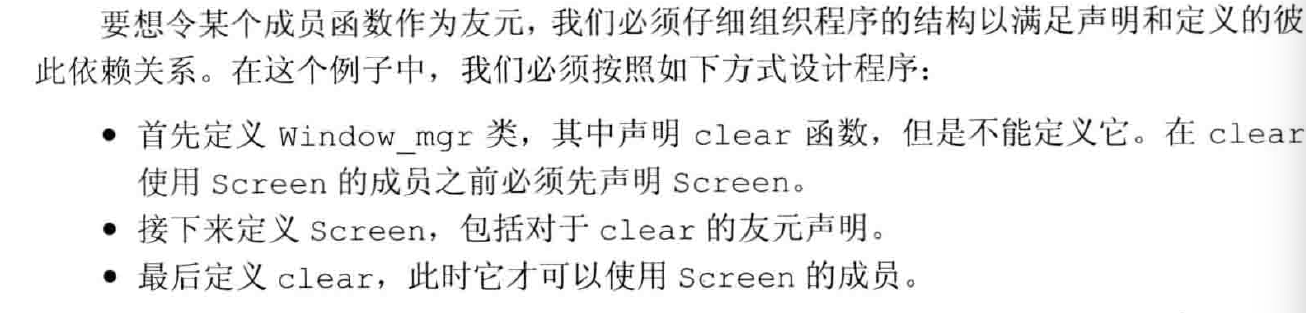 要想令某个成员函数作为友元，我们必须仔细组织程序的结构以满足声明和定义的彼
此依赖关系。在这个例子中，我们必须按照如下方式设计程序：
● 首先定义 Window_mgr 类，其中声明 clear 函数，但是不能定义它。在 clear
使用 Screen 的成员之前必须先声明 Screen。
● 接下来定义 Screen，包括对于 clear 的友元声明。
● 最后定义 clear，此时它才可以使用 Screen 的成员。